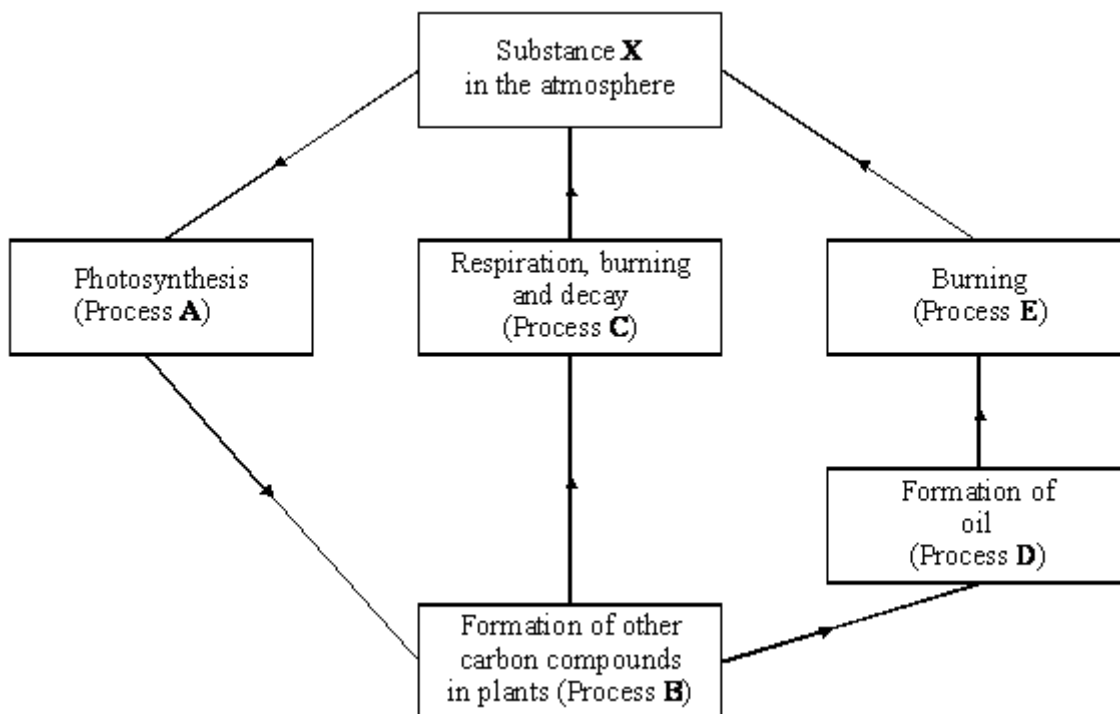 Substance X
in the atmosphere
Photosynthesis
(Process A)
Respiration, burning
and decay
(Process C)
Burning
(Process E)
Formation of
oil
(Process D)
Formation of other
carbon compounds
in plants (Process B)